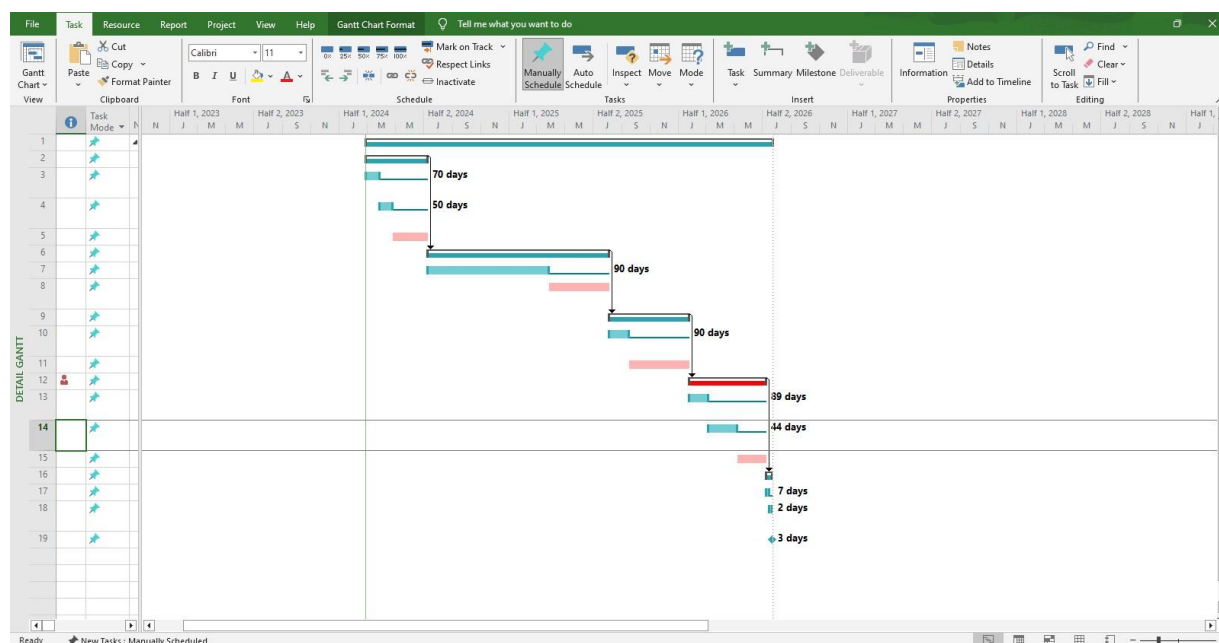 File Task Resource Report Project View Help Gantt Chart Format Tell me what you want to do
Cut
Copy
Format Painter
Paste
Gantt
Chart
Calibri 11
B I U A
0% 25% 50% 75% 100%
Mark on Track
Respect Links
Inactivate
Manually
Schedule
Auto
Schedule
Inspect Move Mode
Task Summary Milestone Deliverable
Information
Notes
Details
Add to Timeline
Scroll
to Task
Find
Clear
Fill
View Clipboard Font Schedule Tasks Insert Properties Editing
Task
Mode
N
Half 1, 2023 Half 2, 2023 Half 1, 2024 Half 2, 2024 Half 1, 2025 Half 2, 2025 Half 1, 2026 Half 2, 2026 Half 1, 2027 Half 2, 2027 Half 1, 2028 Half 2, 2028 Half 1,
N J M M J S N J M M J S N J M M J S N J M M J S N J M M J S N J M M J S N J
1
2
3 70 days
4 50 days
5
6
7 90 days
8
9
10 90 days
11
12
13 89 days
14 44 days
15
16
17 7 days
18 2 days
19 3 days
DETAIL GANTT
Ready New Tasks : Manually Scheduled